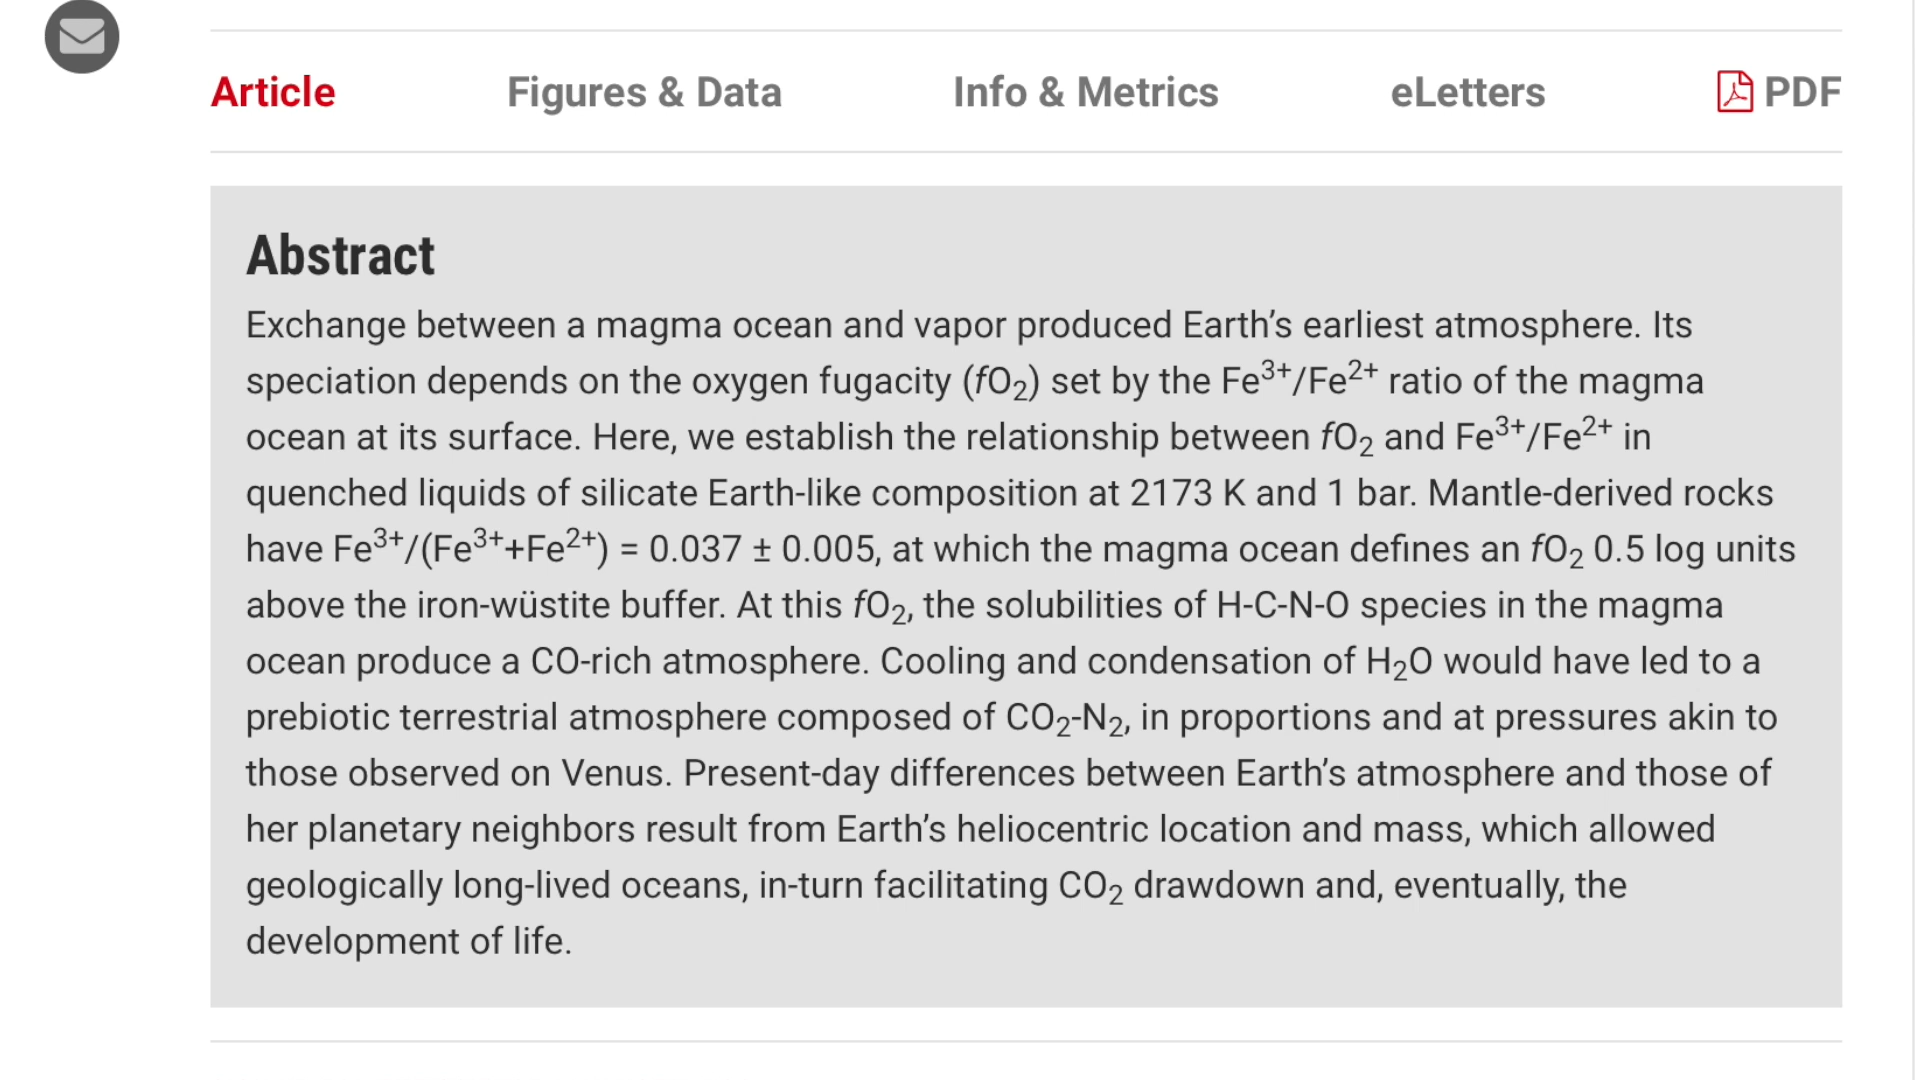 Article Figures & Data Info & Metrics eLetters PDF
Abstract
Exchange between a magma ocean and vapor produced Earth’s earliest atmosphere. Its
speciation depends on the oxygen fugacity (fO₂) set by the Fe³⁺/Fe²⁺ ratio of the magma
ocean at its surface. Here, we establish the relationship between fO₂ and Fe³⁺/Fe²⁺ in
quenched liquids of silicate Earth-like composition at 2173 K and 1 bar. Mantle-derived rocks
have Fe³⁺/(Fe³⁺+Fe²⁺) = 0.037 ± 0.005, at which the magma ocean defines an fO₂ 0.5 log units
above the iron-wüstite buffer. At this fO₂, the solubilities of H-C-N-O species in the magma
ocean produce a CO-rich atmosphere. Cooling and condensation of H₂O would have led to a
prebiotic terrestrial atmosphere composed of CO₂-N₂, in proportions and at pressures akin to
those observed on Venus. Present-day differences between Earth’s atmosphere and those of
her planetary neighbors result from Earth’s heliocentric location and mass, which allowed
geologically long-lived oceans, in-turn facilitating CO₂ drawdown and, eventually, the
development of life.